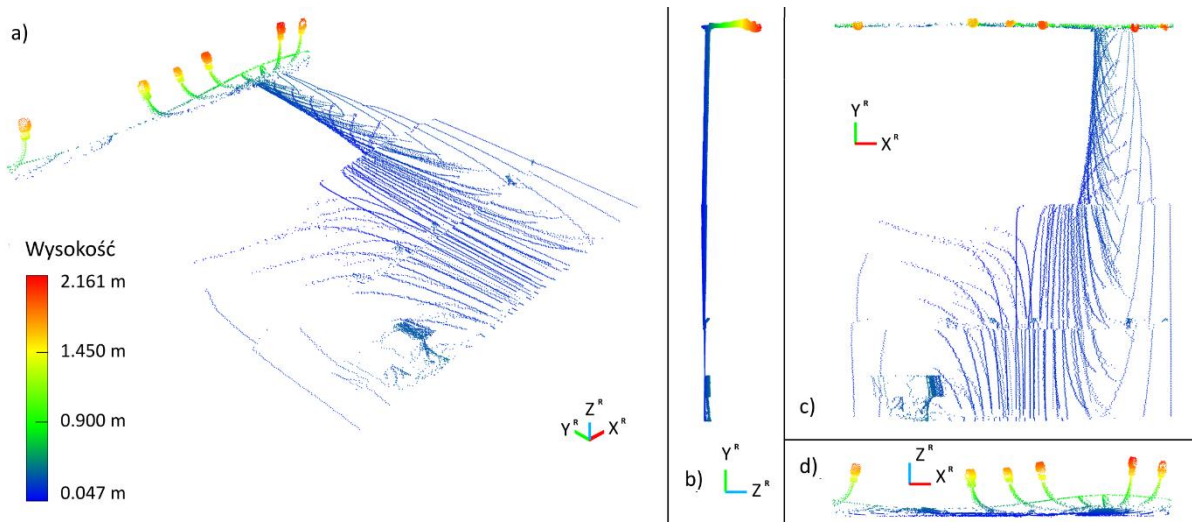 a)
Wysokość
2.161 m
1.450 m
0.900 m
0.047 m
Z R
Y R
X R
Y R
b)
Z R
Y R
X R
c)
d)
Z R
X R